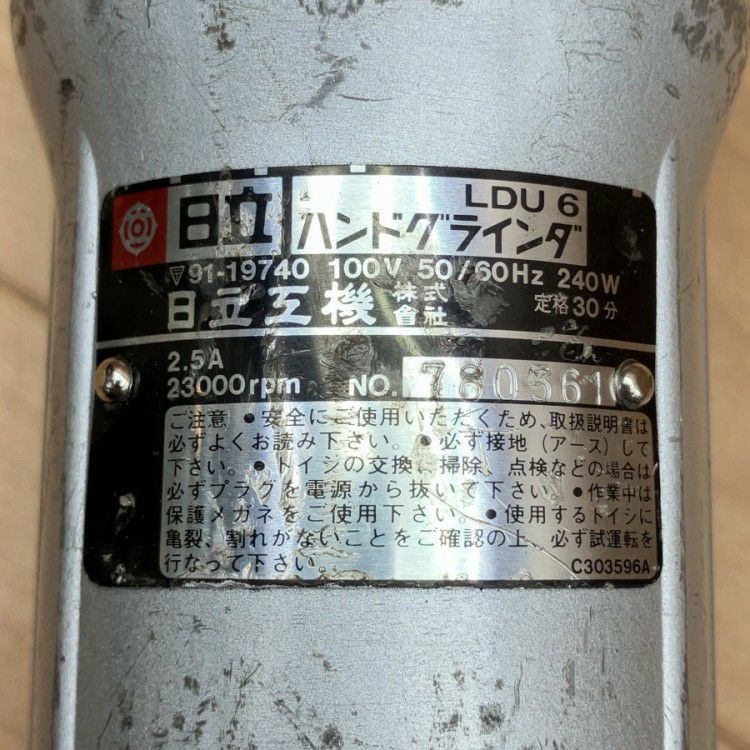 LDU 6
日立 ハンドグラインダ
▽91-19740 100V 50/60Hz 240W
日立工機 株式会社 定格30分
2.5A
23000rpm NO. 780561
ご注意 •安全にご使用いただくため、取扱説明書は
必ずよくお読み下さい。•必ず接地(アース)して
下さい。•トイシの交換、掃除、点検などの場合は
必ずプラグを電源から抜いて下さい。•作業中は
保護メガネをご使用下さい。•使用するトイシに
亀裂、割れがないことをご確認の上、必ず試運転を
行なって下さい。 C303596A